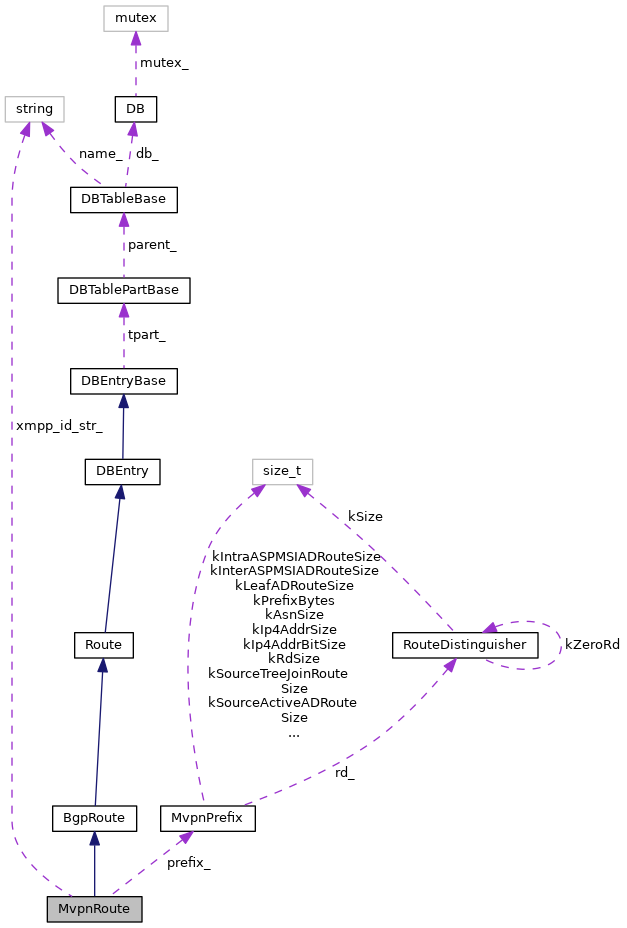 mutex
mutex_
string
DB
name_
db_
DBTableBase
parent_
DBTablePartBase
tpart_
DBEntryBase
xmpp_id_str_
DBEntry
size_t
kSize
kIntraASPMSIADRouteSize
kInterASPMSIADRouteSize
kLeafADRouteSize
kPrefixBytes
kAsnSize
kIp4AddrSize
kIp4AddrBitSize
kRdSize
kSourceTreeJoinRoute
Size
kSourceActiveADRoute
Size
...
Route
RouteDistinguisher
kZeroRd
rd_
BgpRoute
MvpnPrefix
prefix_
MvpnRoute